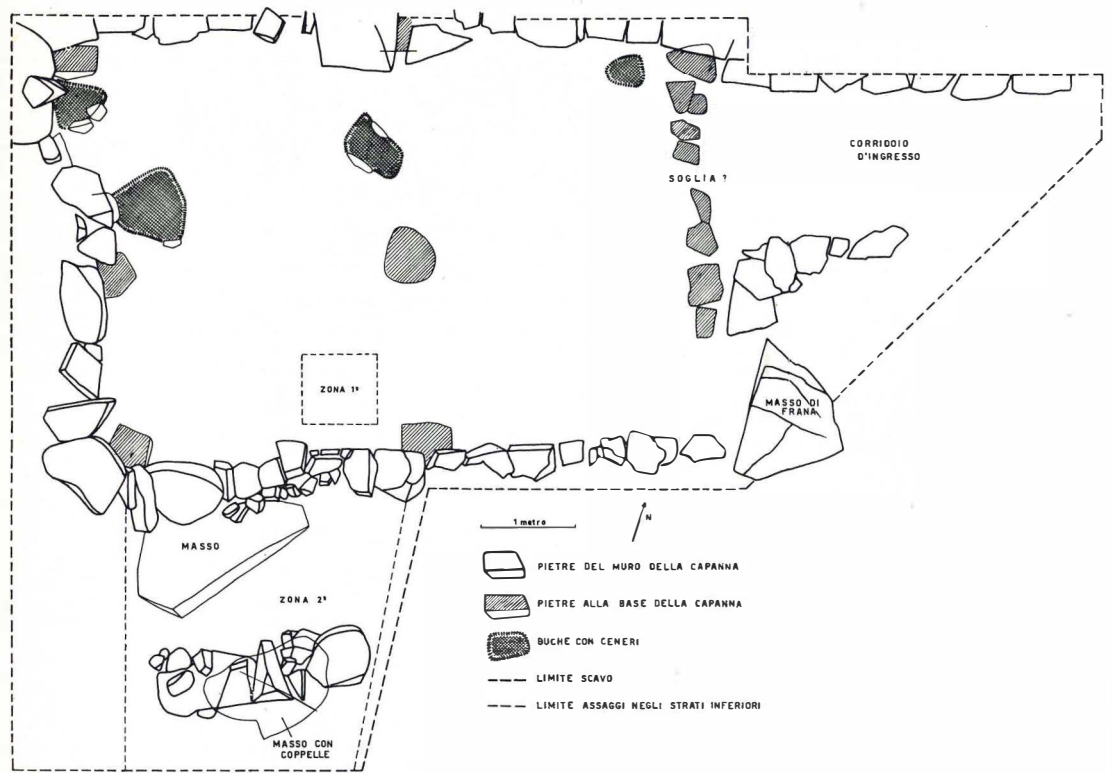 CORRIDOIO
D'INGRESSO
SOGLIA ?
ZONA 1ª
MASSO DI
FRANA
MASSO
ZONA 2ª
MASSO CON
COPPELLE
1 metro
N
PIETRE DEL MURO DELLA CAPANNA
PIETRE ALLA BASE DELLA CAPANNA
BUCHE CON CENERI
LIMITE SCAVO
LIMITE ASSAGGI NEGLI STRATI INFERIORI